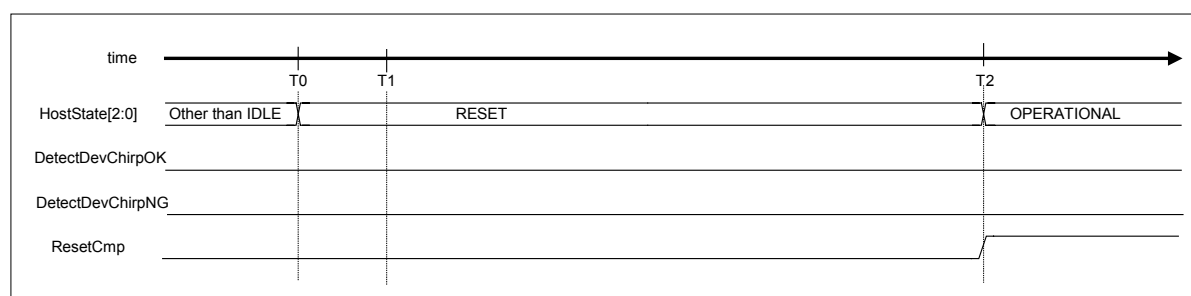 time
T0 T1 T2
HostState[2:0] Other than IDLE RESET OPERATIONAL
DetectDevChirpOK
DetectDevChirpNG
ResetCmp